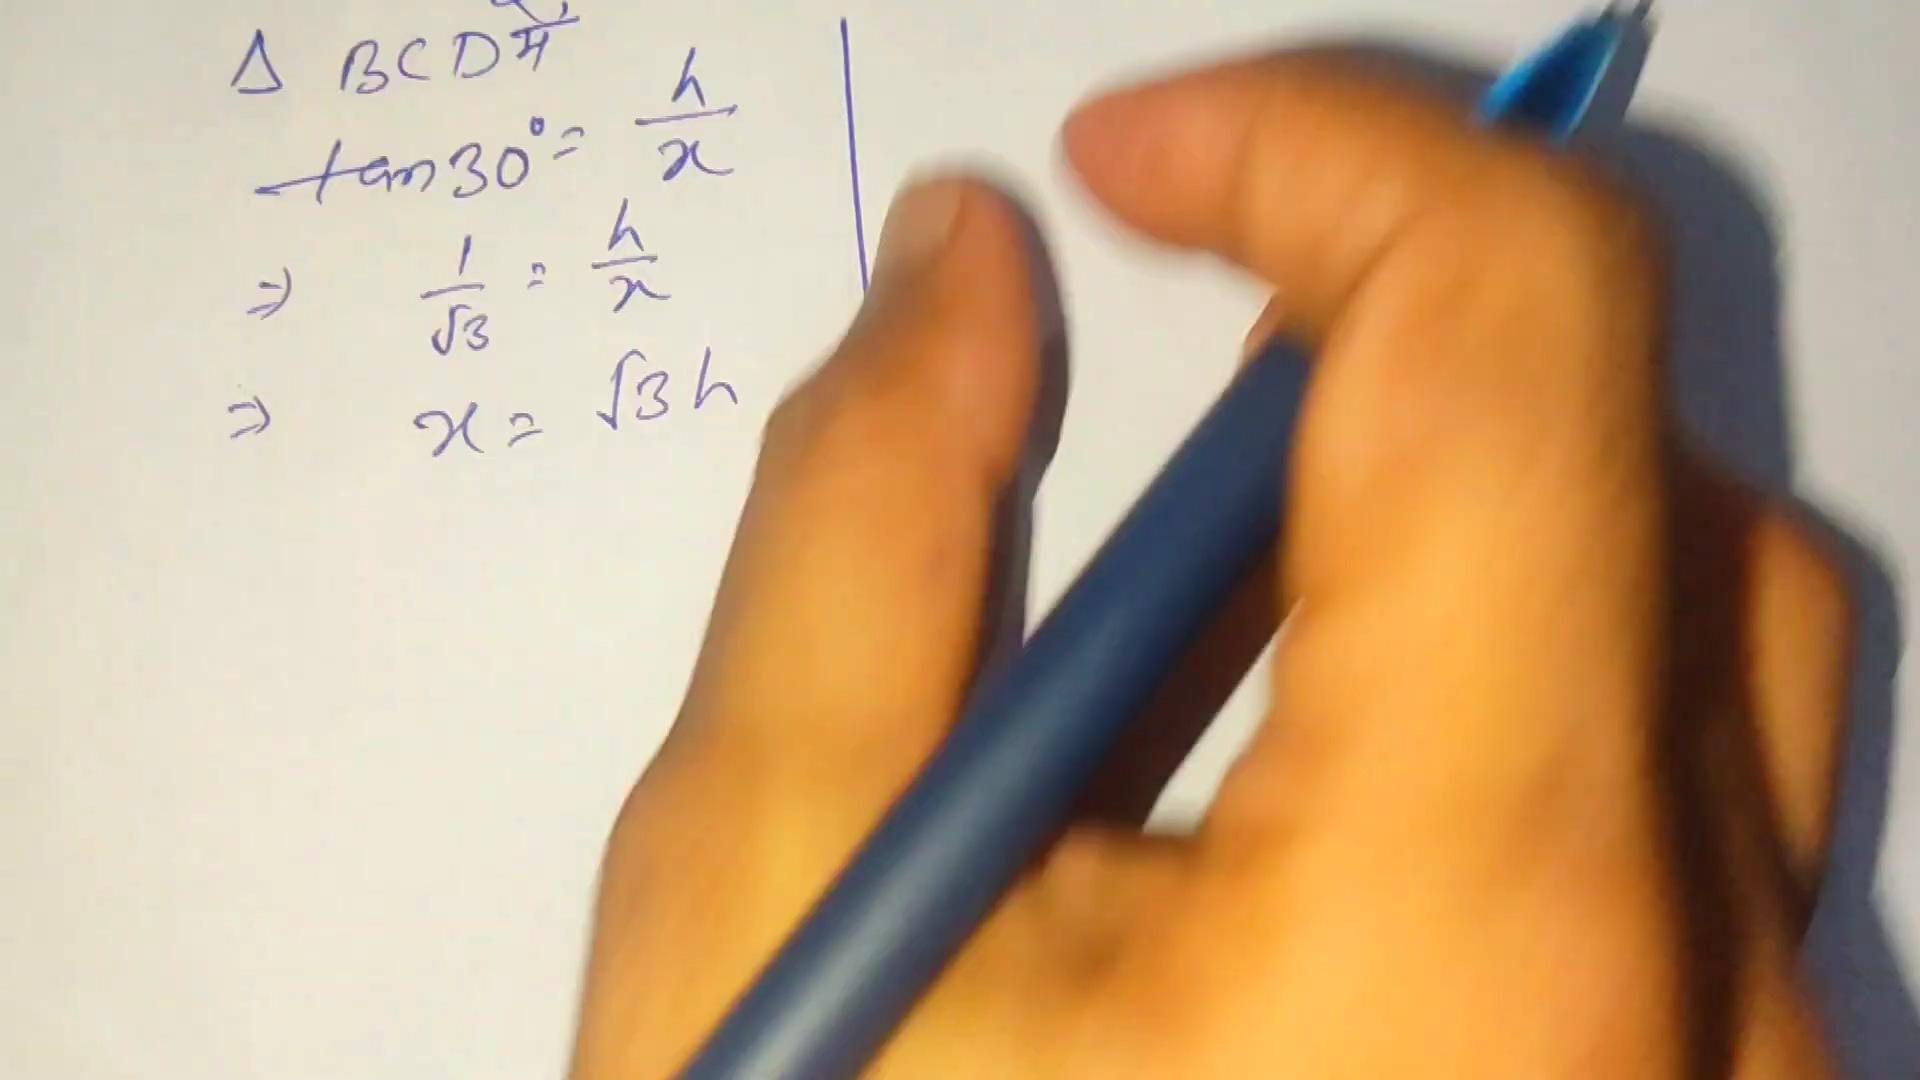 Δ BCD में
tan30° = h/x
⇒ 1/√3 = h/x
⇒ x = √3h